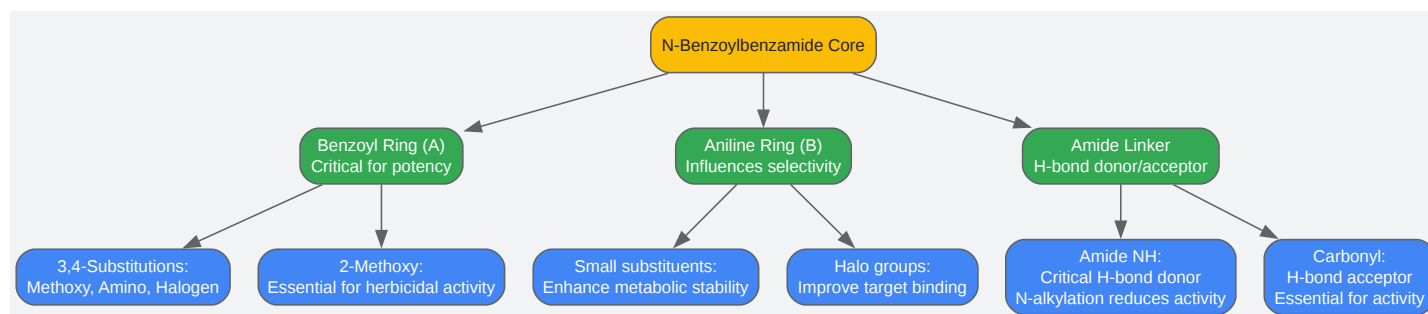 N-Benzoylbenzamide Core
Benzoyl Ring (A)
Critical for potency
Aniline Ring (B)
Influences selectivity
Amide Linker
H-bond donor/acceptor
3,4-Substitutions:
Methoxy, Amino, Halogen
2-Methoxy:
Essential for herbicidal activity
Small substituents:
Enhance metabolic stability
Halo groups:
Improve target binding
Amide NH:
Critical H-bond donor
N-alkylation reduces activity
Carbonyl:
H-bond acceptor
Essential for activity